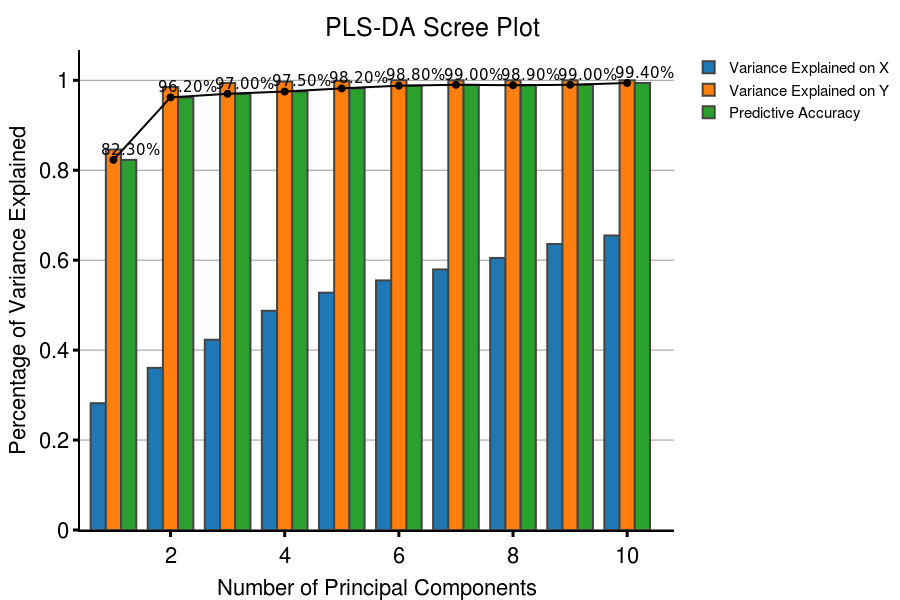 PLS-DA Scree Plot
Variance Explained on X
Variance Explained on Y
Predictive Accuracy
82.30%
96.20%
97.00%
97.50%
98.20%
98.80%
99.00%
98.90%
99.00%
99.40%
Percentage of Variance Explained
1
0.8
0.6
0.4
0.2
0
2 4 6 8 10
Number of Principal Components